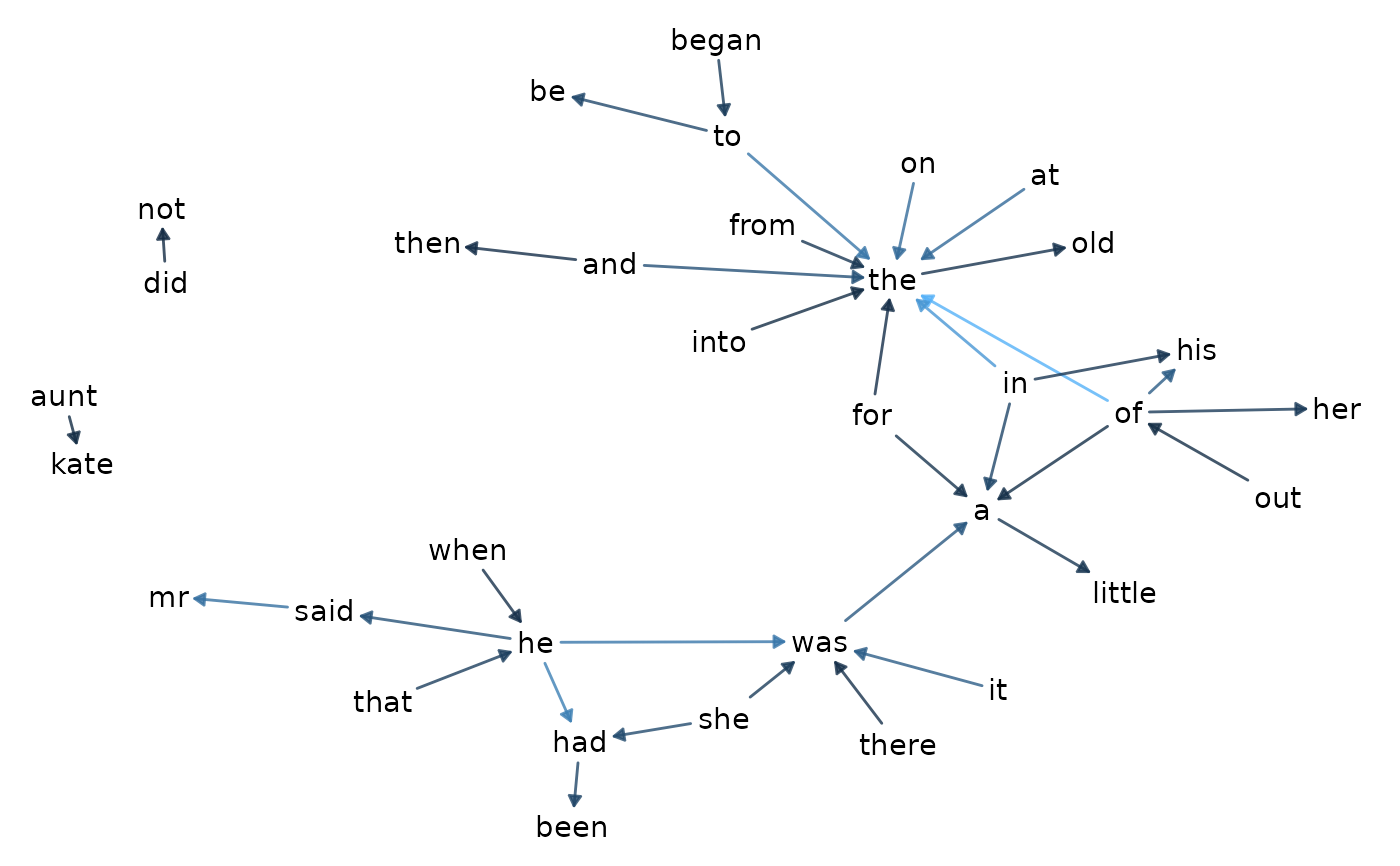 began
be
to
on
at
not
from
then
and
old
the
did
into
his
in
aunt
for
of
her
kate
out
a
when
little
mr
said
he
was
that
it
she
had
there
been